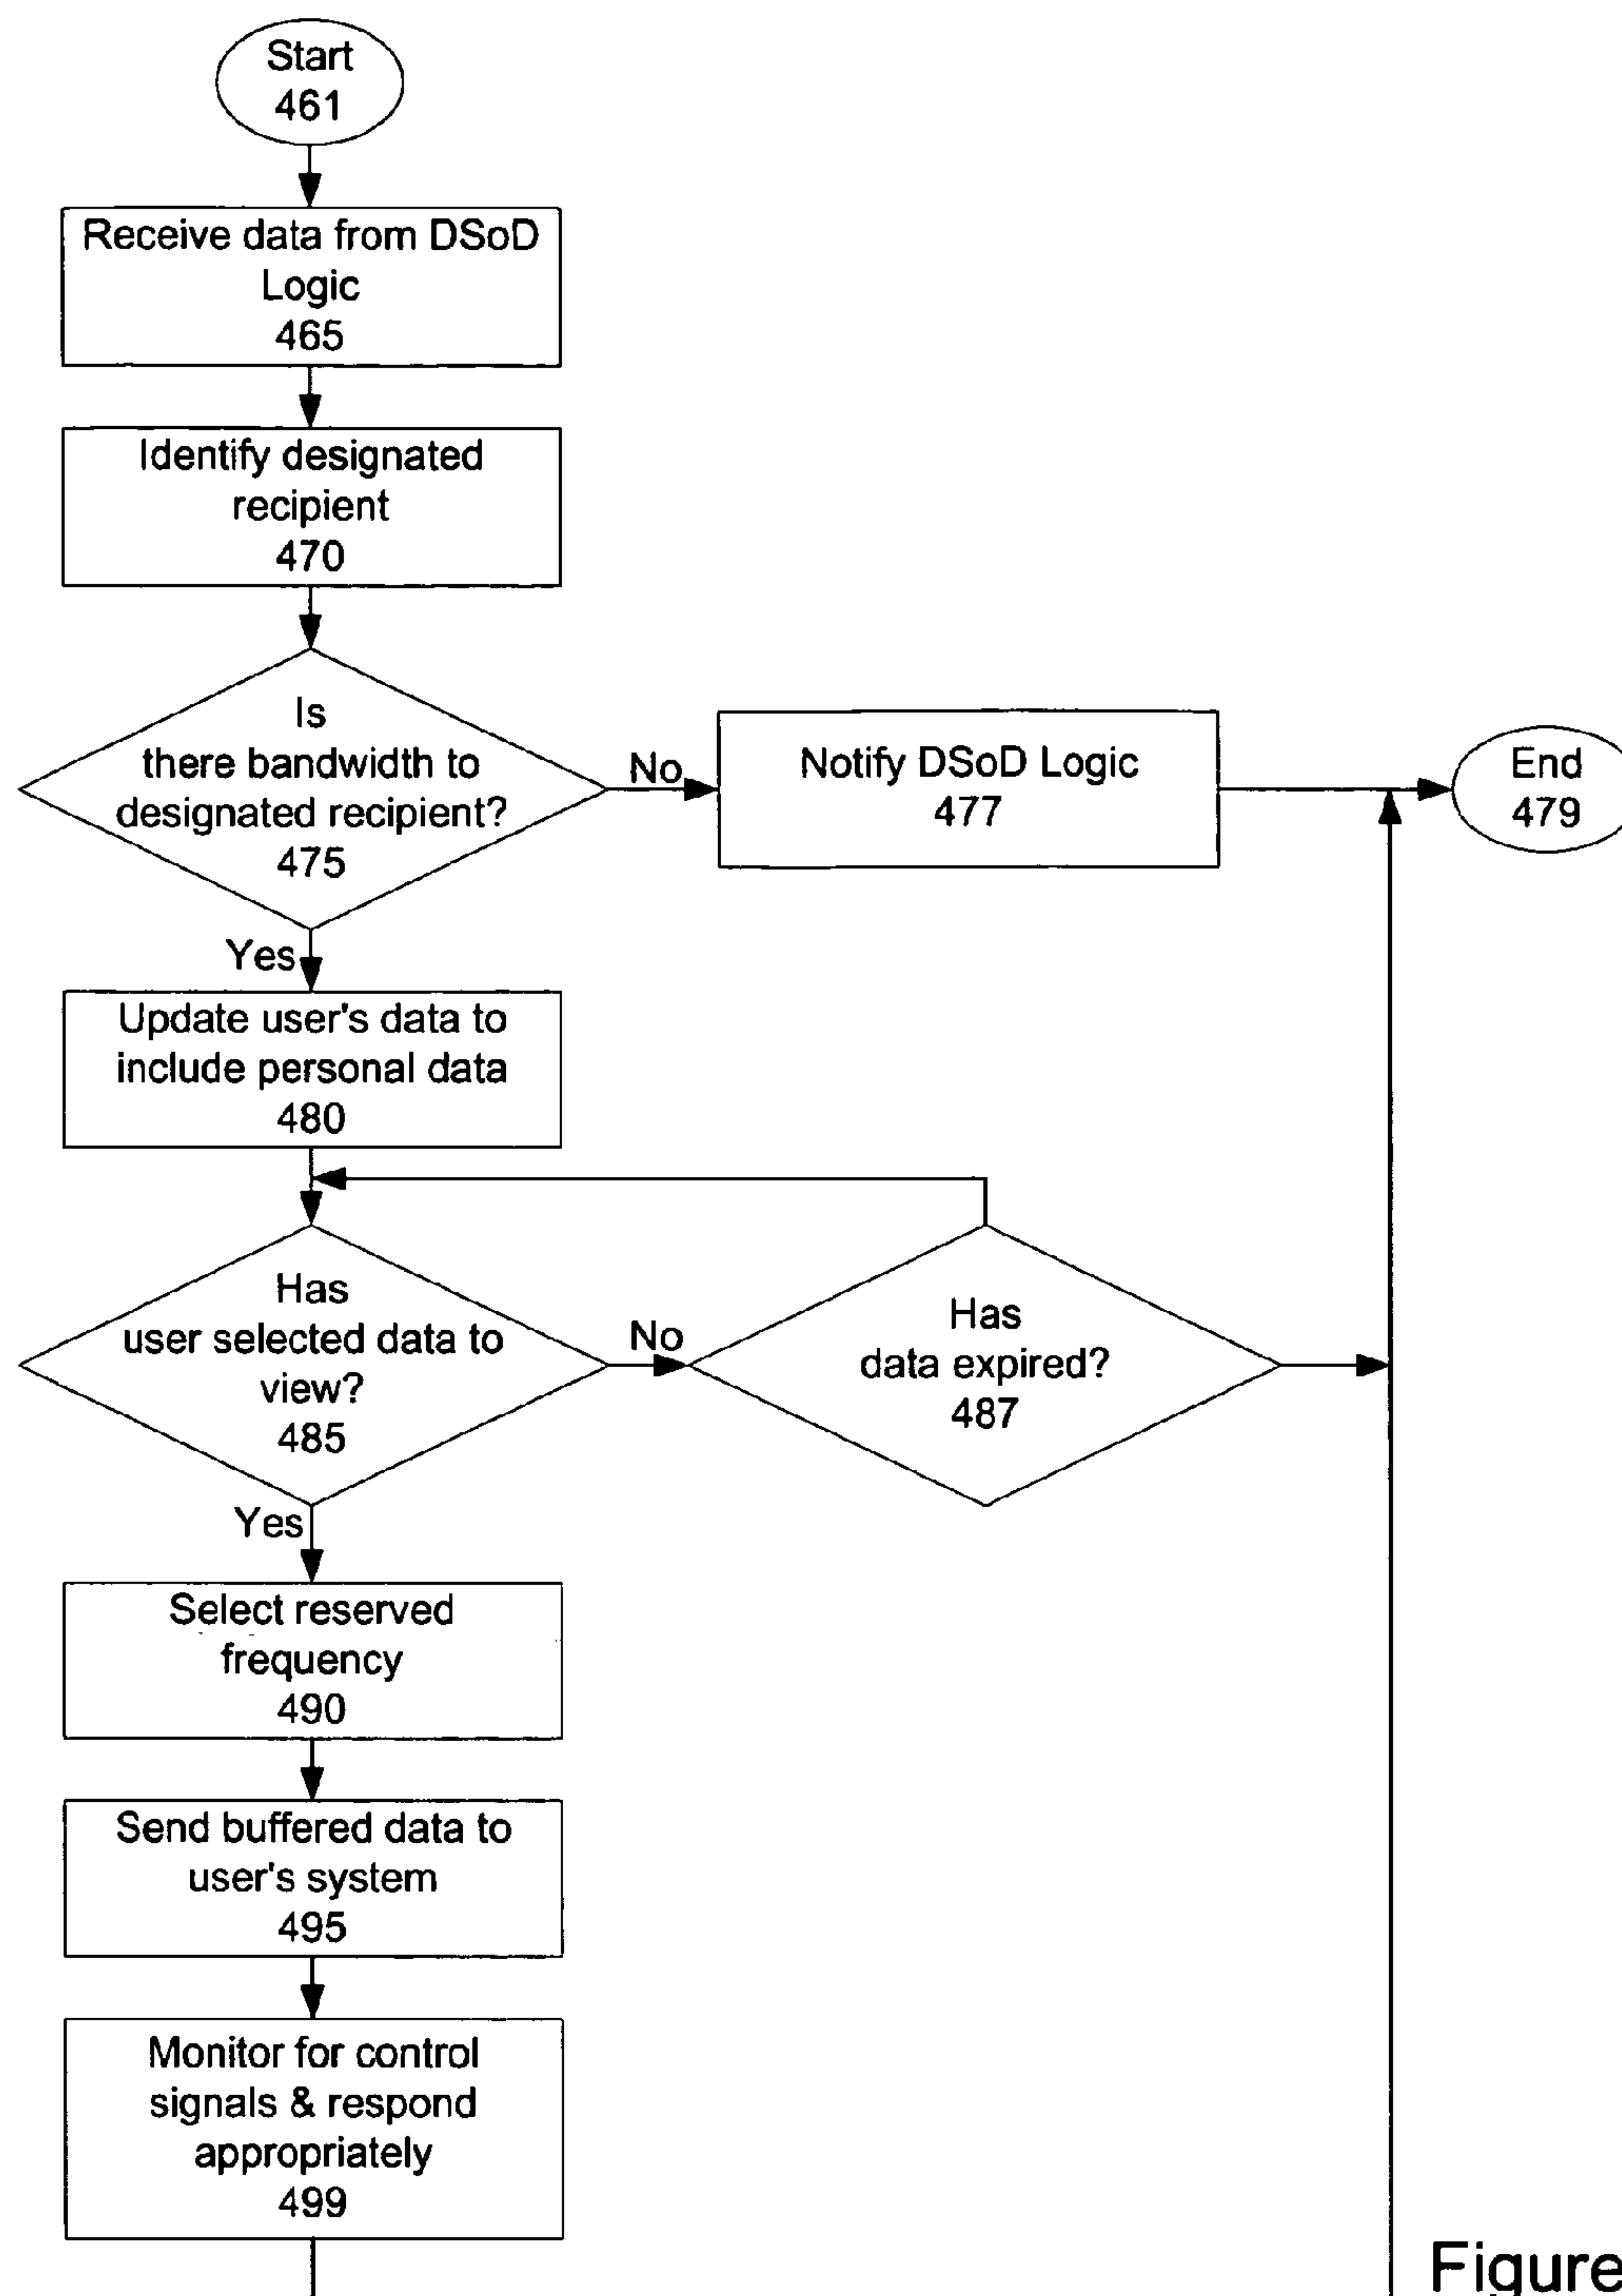 Start
461
Receive data from DSoD
Logic
465
Identify designated
recipient
470
Is
there bandwidth to
designated recipient?
475
No
Notify DSoD Logic
477
End
479
Yes
Update user's data to
include personal data
480
Has
user selected data to
view?
485
No
Has
data expired?
487
Yes
Select reserved
frequency
490
Send buffered data to
user's system
495
Monitor for control
signals & respond
appropriately
499
Figure